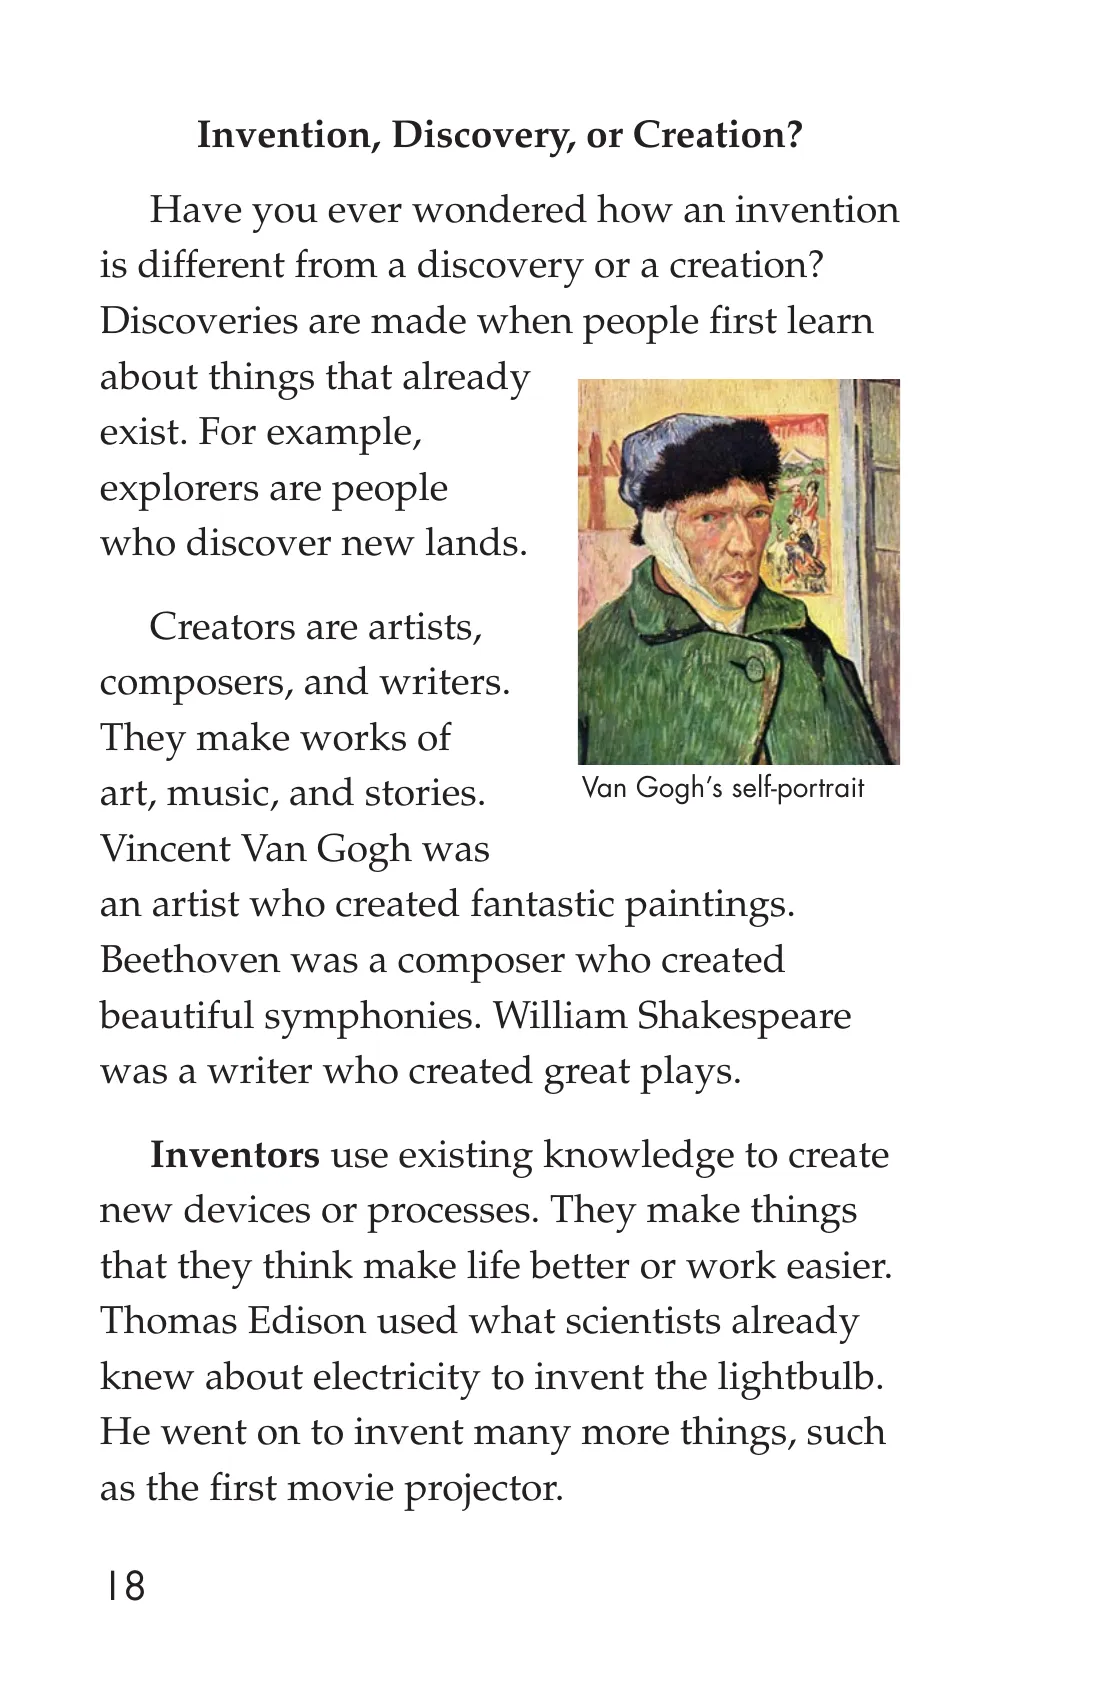 Invention, Discovery, or Creation?
Have you ever wondered how an invention
is different from a discovery or a creation?
Discoveries are made when people first learn
about things that already
exist. For example,
explorers are people
who discover new lands.
Creators are artists,
composers, and writers.
They make works of
art, music, and stories.
Vincent Van Gogh was
an artist who created fantastic paintings.
Beethoven was a composer who created
beautiful symphonies. William Shakespeare
was a writer who created great plays.
Van Gogh’s self-portrait
Inventors use existing knowledge to create
new devices or processes. They make things
that they think make life better or work easier.
Thomas Edison used what scientists already
knew about electricity to invent the lightbulb.
He went on to invent many more things, such
as the first movie projector.
18